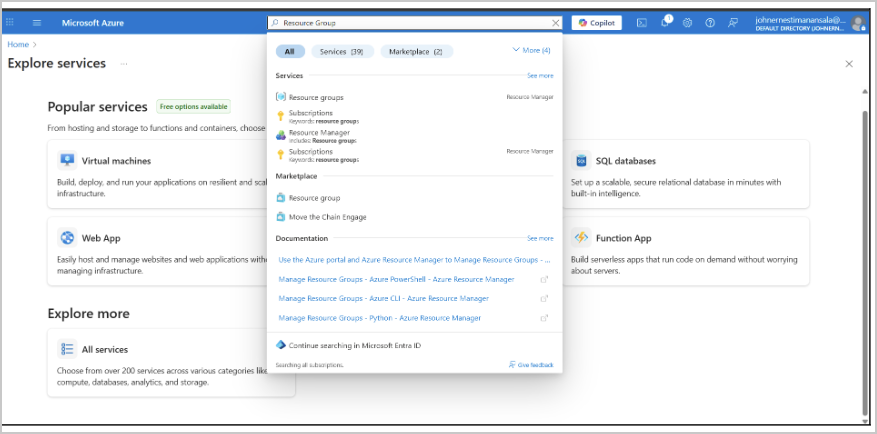 Microsoft Azure
Resource Group
Copilot
1
johnernestimanansala@...
DEFAULT DIRECTORY (JOHNERN...
Home >
Explore services ...
All
Services (39)
Marketplace (2)
More (4)
Services
See more
Resource groups
Resource Manager
Subscriptions
Keywords: resource groups
Resource Manager
Includes: Resource groups
Subscriptions
Resource Manager
Keywords: resource groups
Marketplace
Resource group
Move the Chain Engage
Documentation
See more
Use the Azure portal and Azure Resource Manager to Manage Resource Groups - ...
Manage Resource Groups - Azure PowerShell - Azure Resource Manager
Manage Resource Groups - Azure CLI - Azure Resource Manager
Manage Resource Groups - Python - Azure Resource Manager
Continue searching in Microsoft Entra ID
Searching all subscriptions.
Give feedback
Popular services
Free options available
From hosting and storage to functions and containers, choose
Virtual machines
Build, deploy, and run your applications on resilient and scal
infrastructure.
SQL databases
SQL
Set up a scalable, secure relational database in minutes with
built-in intelligence.
Web App
Easily host and manage websites and web applications witho
managing infrastructure.
Function App
Build serverless apps that run code on demand without worrying
about servers.
Explore more
All services
Choose from over 200 services across various categories like
compute, databases, analytics, and storage.